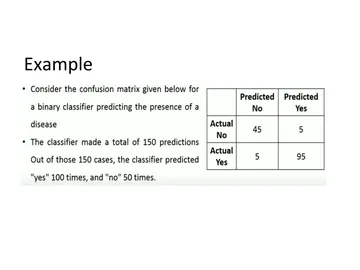 Example
• Consider the confusion matrix given below for
a binary classifier predicting the presence of a
disease
• The classifier made a total of 150 predictions
Out of those 150 cases, the classifier predicted
"yes" 100 times, and "no" 50 times.
Predicted No Predicted Yes
Actual No 45 5
Actual Yes 5 95